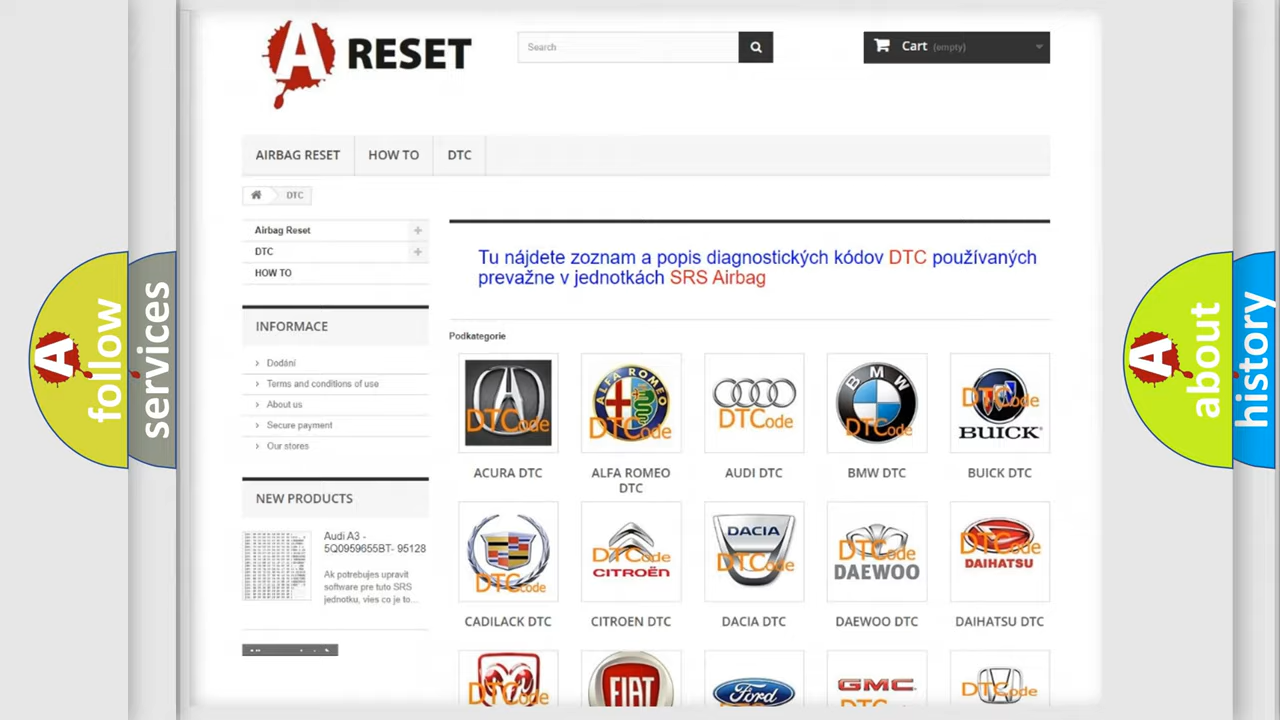 A RESET
Search
Cart (empty)
AIRBAG RESET
HOW TO
DTC
DTC
Airbag Reset
DTC
HOW TO
INFORMACE
Dodání
Terms and conditions of use
About us
Secure payment
Our stores
NEW PRODUCTS
Audi A3 -
5Q0959655BT- 95128
Ak potrebujes upravit
software pre tuto SRS
jednotku, vies co je to...
Tu nájdete zoznam a popis diagnostických kódov DTC používaných
prevažne v jednotkách SRS Airbag
Podkategorie
DTCode
ALFA ROMEO
DTCode
DTCode
BMW
DTCode
DTCode
BUICK
ACURA DTC
ALFA ROMEO
DTC
AUDI DTC
BMW DTC
BUICK DTC
DTCode
DTCode
CITROËN
DACIA
DTCode
DTCode
DAEWOO
DTCode
DAIHATSU
CADILACK DTC
CITROEN DTC
DACIA DTC
DAEWOO DTC
DAIHATSU DTC
DTCode
FIAT
Ford
GMC
DTCode
A follow
services
A about
history